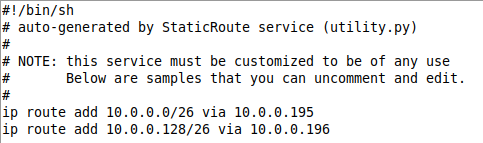 #!/bin/sh
# auto-generated by StaticRoute service (utility.py)
#
# NOTE: this service must be customized to be of any use
#       Below are samples that you can uncomment and edit.
#
ip route add 10.0.0.0/26 via 10.0.0.195
ip route add 10.0.0.128/26 via 10.0.0.196